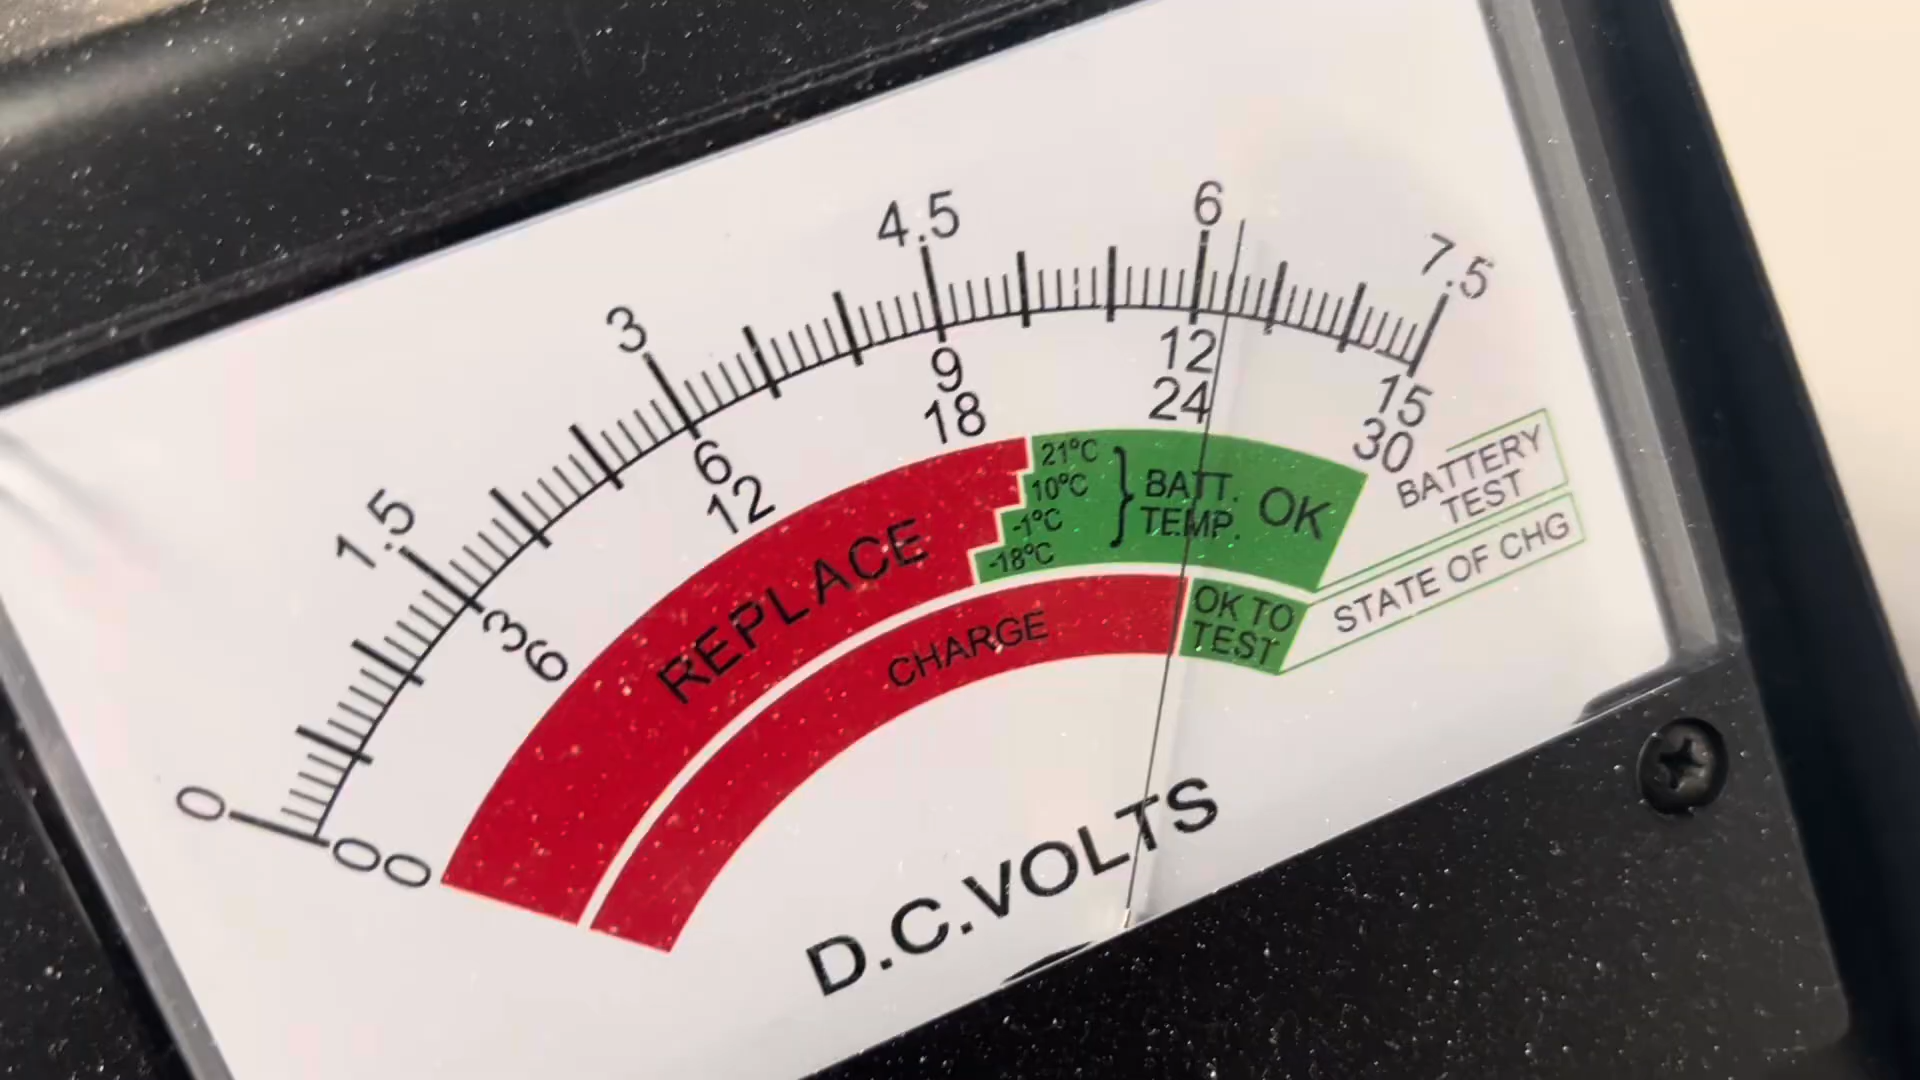 0 1.5 3 4.5 6 7.5
0 3 6 9 12 15
0 6 12 18 24 30
REPLACE
21°C
10°C
-1°C
-18°C
BATT.
TEMP.
OK
BATTERY
TEST
CHARGE
OK TO
TEST
STATE OF CHG
D.C.VOLTS